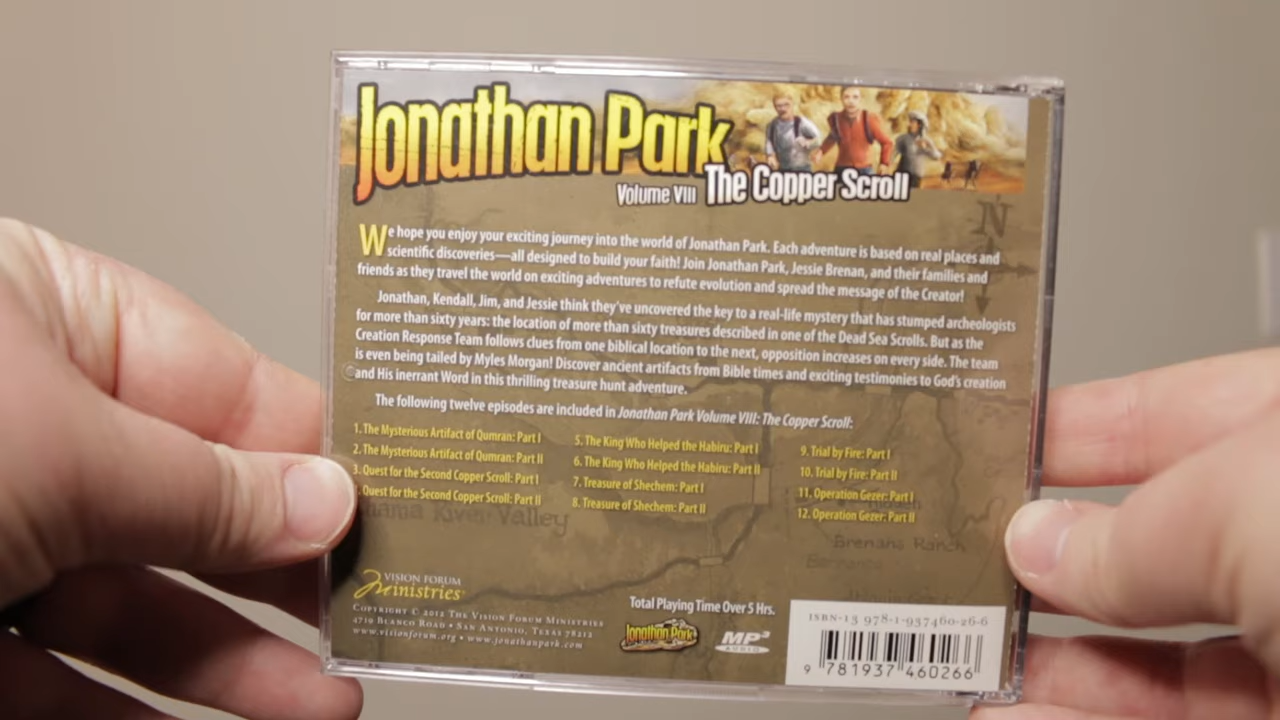 Jonathan Park
Volume VIII The Copper Scroll
N
We hope you enjoy your exciting journey into the world of Jonathan Park. Each adventure is based on real places and
scientific discoveries—all designed to build your faith! Join Jonathan Park, Jessie Brenan, and their families and
friends as they travel the world on exciting adventures to refute evolution and spread the message of the Creator!
Jonathan, Kendall, Jim, and Jessie think they've uncovered the key to a real-life mystery that has stumped archeologists
for more than sixty years: the location of more than sixty treasures described in one of the Dead Sea Scrolls. But as the
Creation Response Team follows clues from one biblical location to the next, opposition increases on every side. The team
is even being tailed by Myles Morgan! Discover ancient artifacts from Bible times and exciting testimonies to God's creation
and His inerrant Word in this thrilling treasure hunt adventure.
The following twelve episodes are included in Jonathan Park Volume VIII: The Copper Scroll:
1. The Mysterious Artifact of Qumran: Part I
2. The Mysterious Artifact of Qumran: Part II
3. Quest for the Second Copper Scroll: Part I
Quest for the Second Copper Scroll: Part II
5. The King Who Helped the Habiru: Part I
6. The King Who Helped the Habiru: Part II
7. Treasure of Shechem: Part I
8. Treasure of Shechem: Part II
9. Trial by Fire: Part I
10. Trial by Fire: Part II
11. Operation Gezer: Part I
12. Operation Gezer: Part II
River Valley
Brenans Ranch
Vision Forum
Ministries
Copyright © 2012 The Vision Forum Ministries
4719 Blanco Road • San Antonio, Texas 78212
www.visionforum.org • www.jonathanpark.com
Total Playing Time Over 5 Hrs.
Jonathan Park
MP3
AUDIO
ISBN-13 978-1-937460-26-6
9 781937 460266